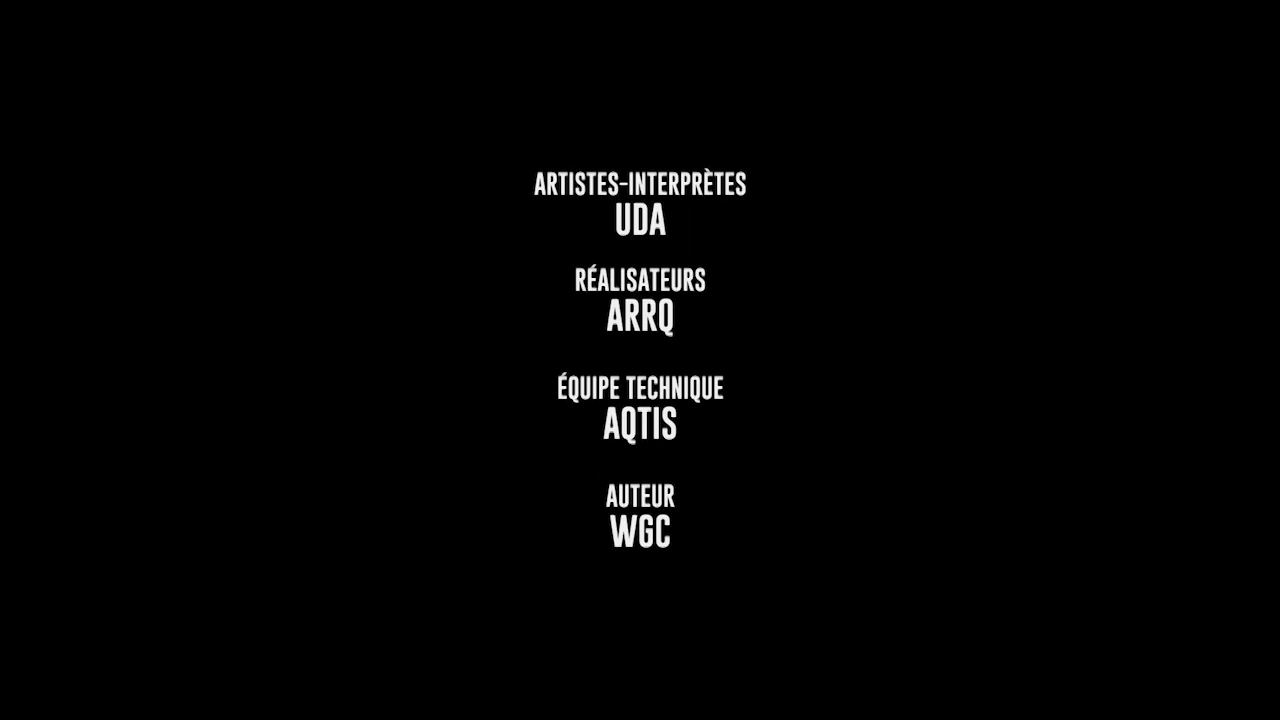 ARTISTES-INTERPRÈTES
UDA
RÉALISATEURS
ARRQ
ÉQUIPE TECHNIQUE
AQTIS
AUTEUR
WGC